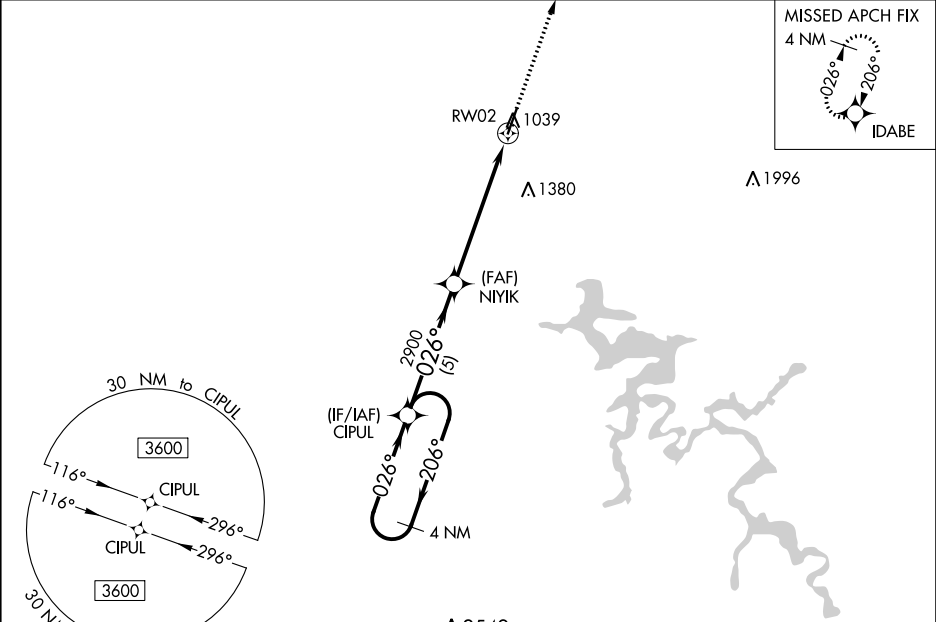 MISSED APCH FIX
4 NM
026°
206°
IDABE
RW02
1039
1380
1996
(FAF)
NIYIK
2900
026°
(5)
(IF/IAF)
CIPUL
026°
206°
4 NM
30 NM to CIPUL
3600
116°
CIPUL
296°
116°
CIPUL
296°
3600